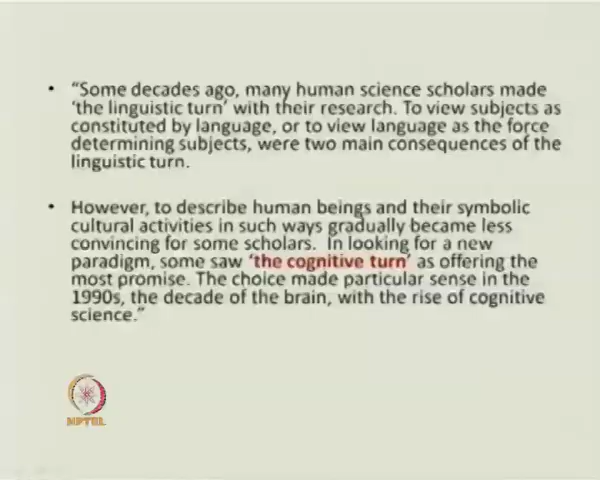 • “Some decades ago, many human science scholars made
‘the linguistic turn’ with their research. To view subjects as
constituted by language, or to view language as the force
determining subjects, were two main consequences of the
linguistic turn.
• However, to describe human beings and their symbolic
cultural activities in such ways gradually became less
convincing for some scholars. In looking for a new
paradigm, some saw ‘the cognitive turn’ as offering the
most promise. The choice made particular sense in the
1990s, the decade of the brain, with the rise of cognitive
science.”
NPTEL